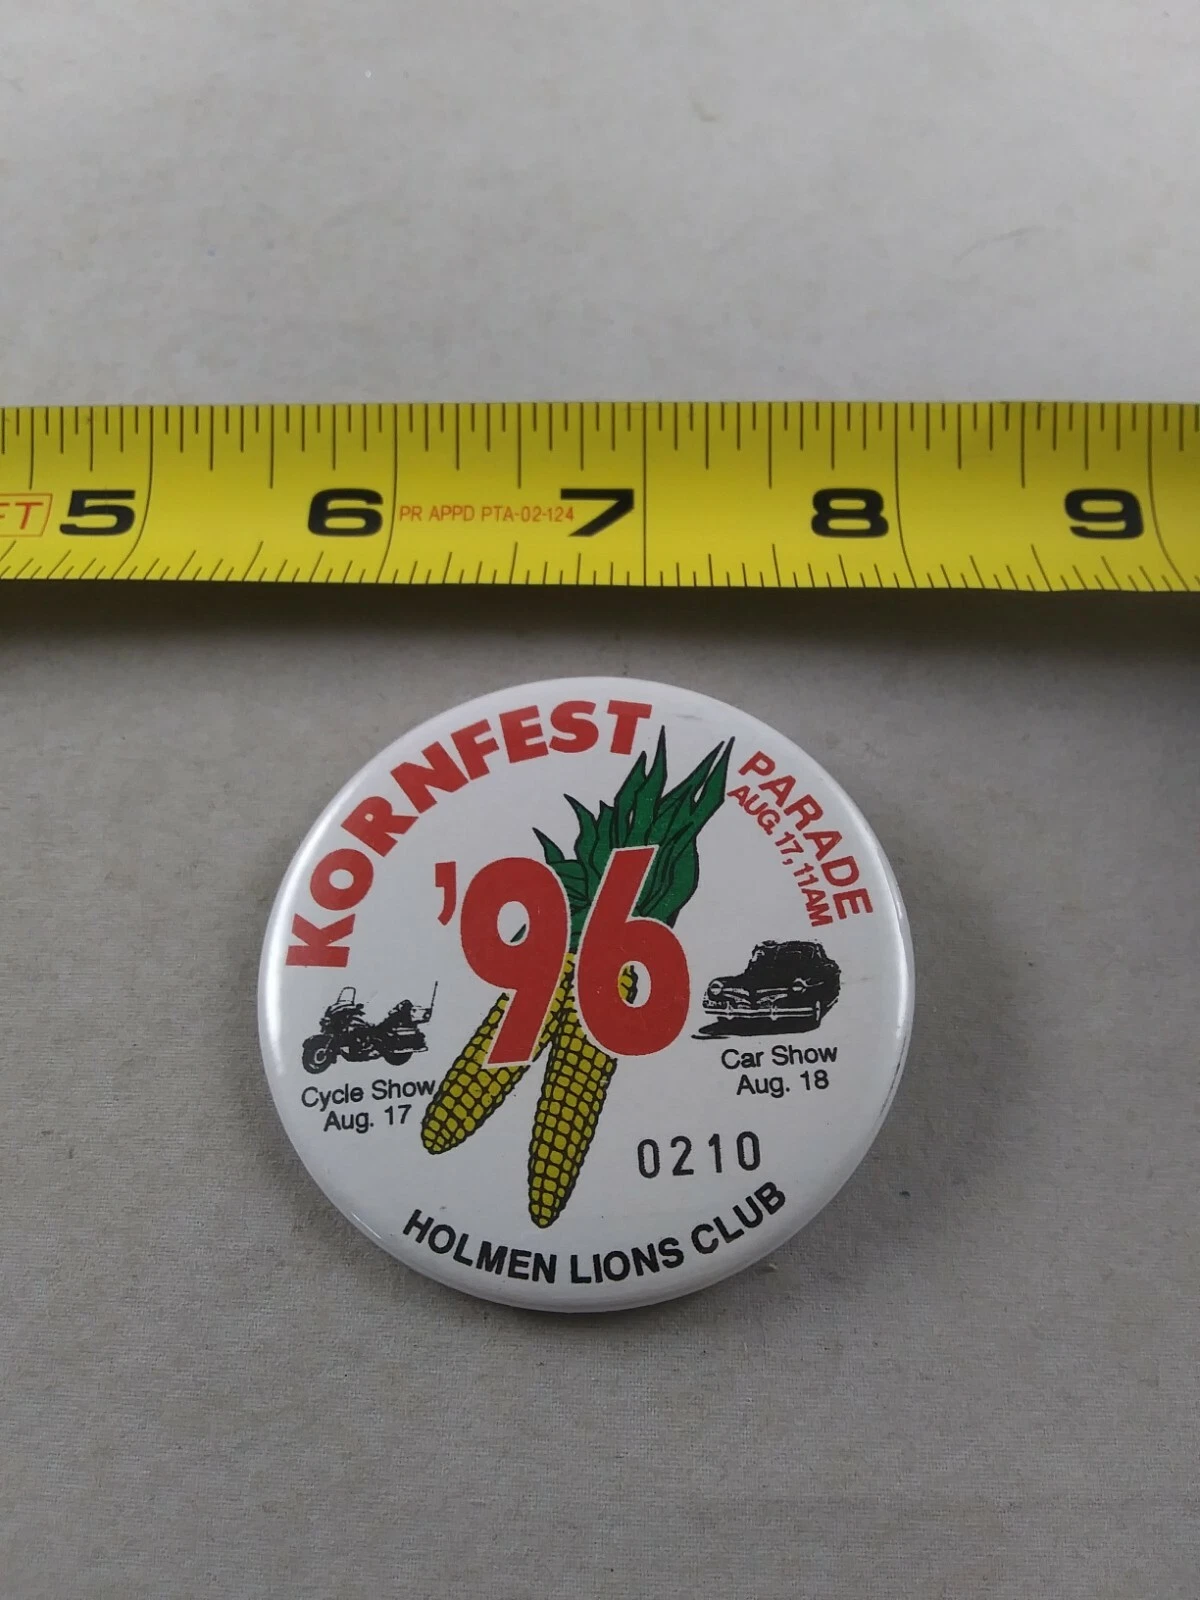 FT 5 6 PR APPD PTA-02-124 7 8 9
KORNFEST
PARADE
AUG. 17, 11AM
'96
Cycle Show
Aug. 17
Car Show
Aug. 18
0210
HOLMEN LIONS CLUB